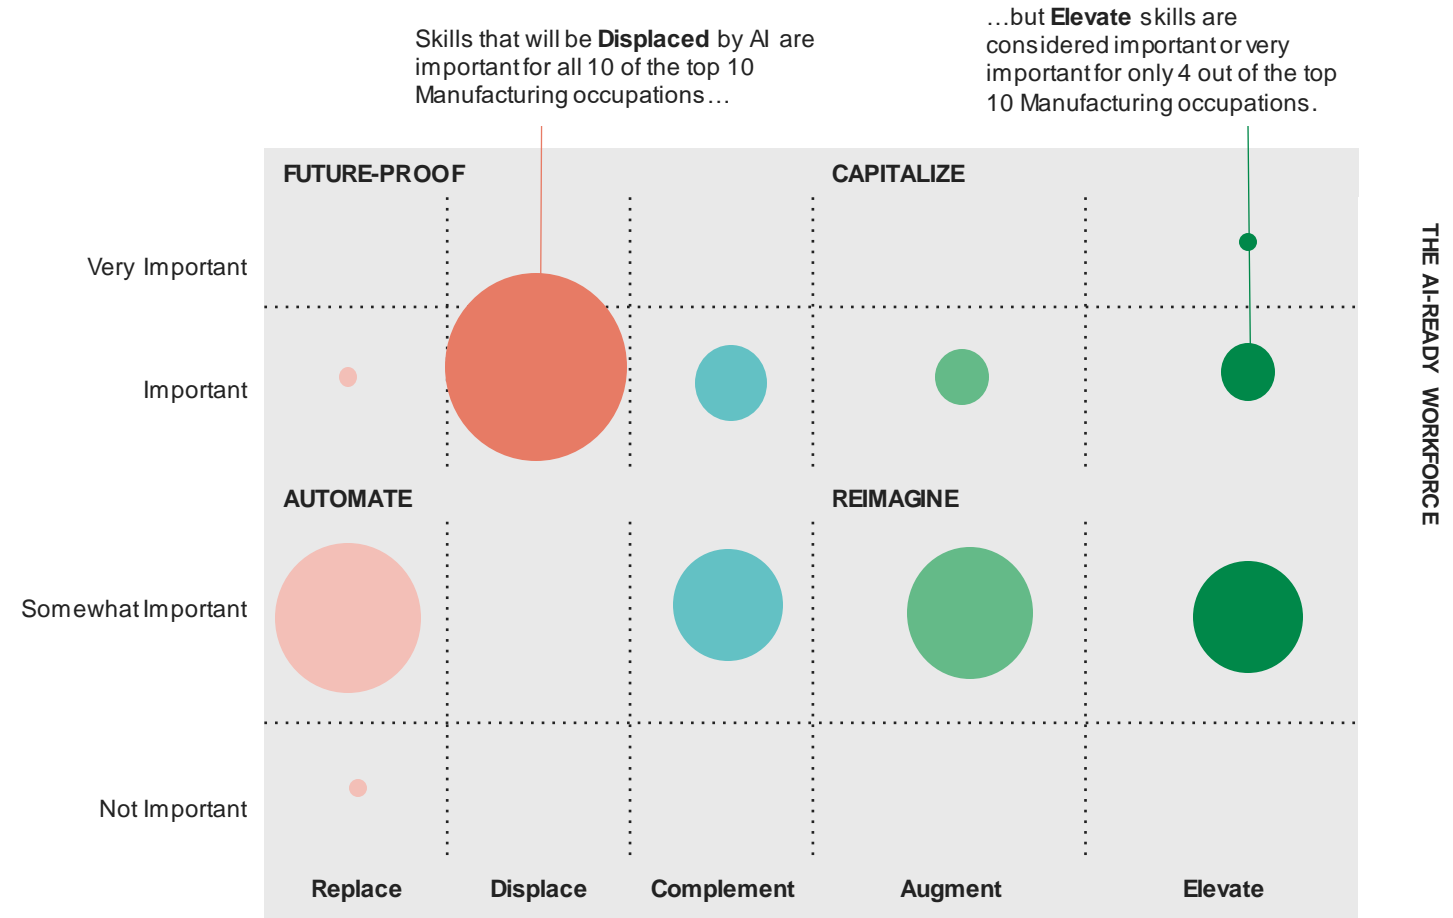 Skills that will be Displaced by AI are
important for all 10 of the top 10
Manufacturing occupations…
…but Elevate skills are
considered important or very
important for only 4 out of the top
10 Manufacturing occupations.
FUTURE-PROOF
CAPITALIZE
Very Important
Important
AUTOMATE
REIMAGINE
Somewhat Important
Not Important
Replace
Displace
Complement
Augment
Elevate
THE AI-READY WORKFORCE